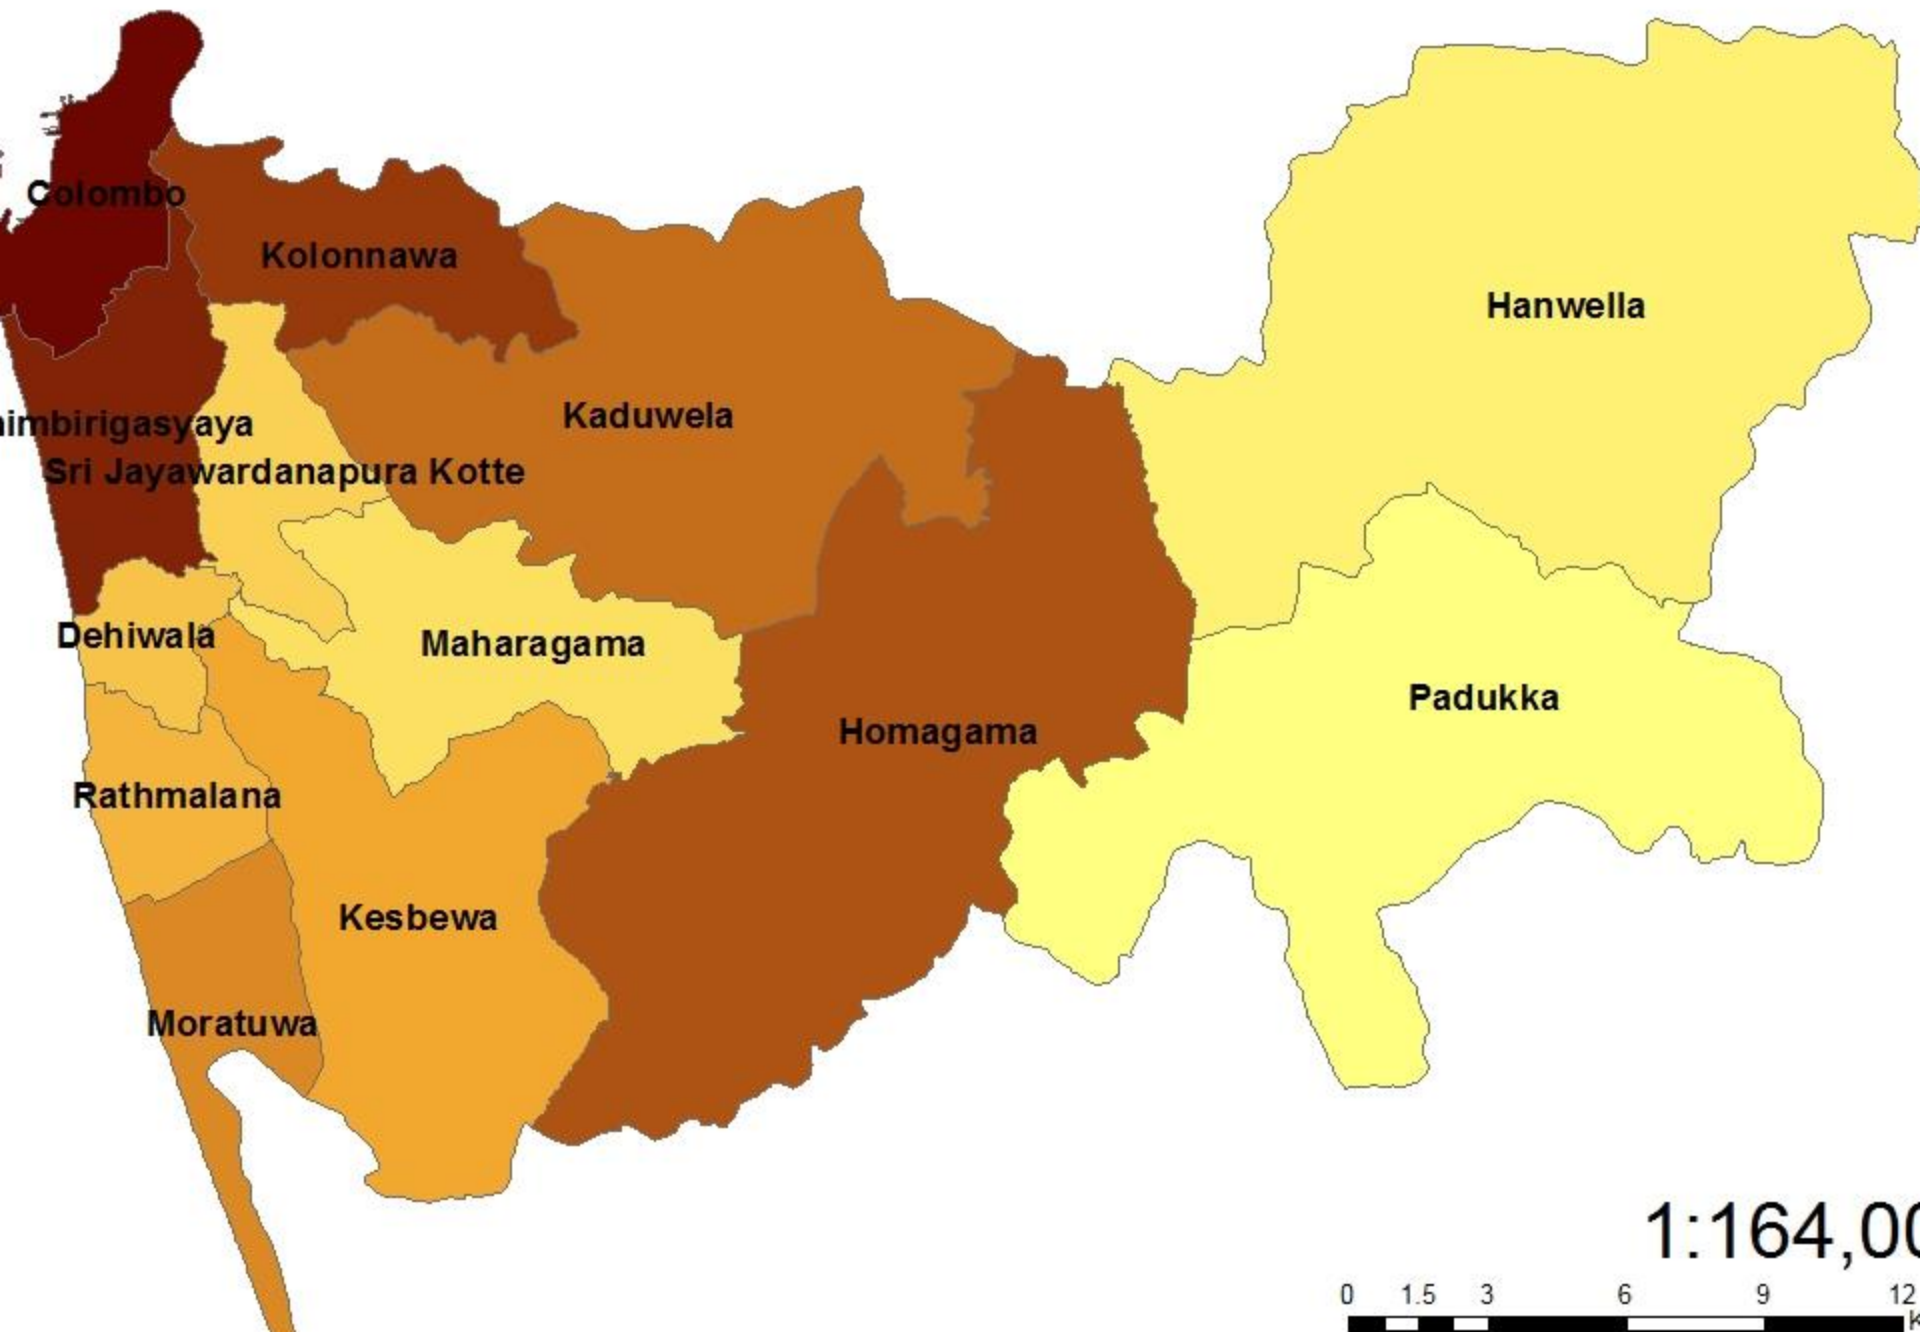 Colombo
Kolonnawa
Hanwella
Kaduwela
imbirigasyaya
Sri Jayawardanapura Kotte
Dehiwala
Maharagama
Padukka
Homagama
Rathmalana
Kesbewa
Moratuwa
1:164,00
0 1.5 3 6 9 12